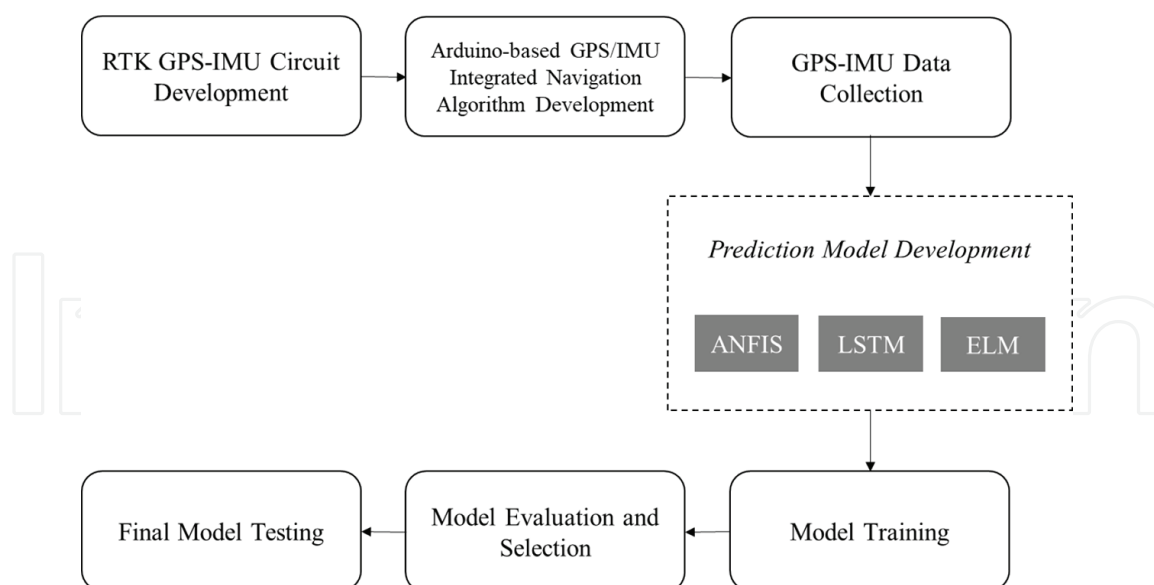 RTK GPS-IMU Circuit
Development
Arduino-based GPS/IMU
Integrated Navigation
Algorithm Development
GPS-IMU Data
Collection
Prediction Model Development
ANFIS
LSTM
ELM
Model Training
Model Evaluation and
Selection
Final Model Testing